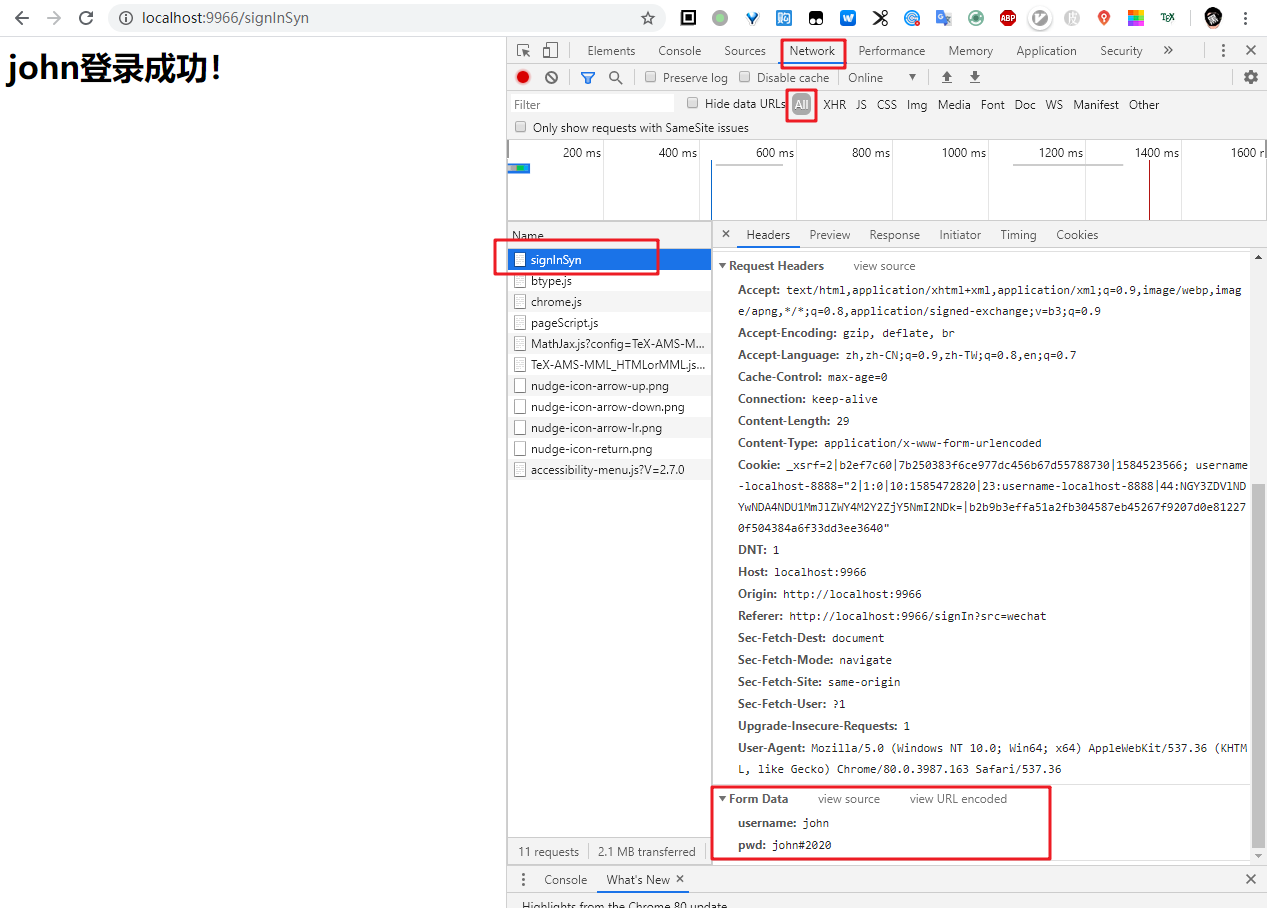 localhost:9966/signInSyn
john登录成功！
Elements Console Sources Network Performance Memory Application Security »
Preserve log Disable cache Online
Filter Hide data URLs All XHR JS CSS Img Media Font Doc WS Manifest Other
Only show requests with SameSite issues
200 ms 400 ms 600 ms 800 ms 1000 ms 1200 ms 1400 ms 1600
Name
signInSyn
btype.js
chrome.js
pageScript.js
MathJax.js?config=TeX-AMS-M...
TeX-AMS-MML_HTMLorMML.js...
nudge-icon-arrow-up.png
nudge-icon-arrow-down.png
nudge-icon-arrow-lr.png
nudge-icon-return.png
accessibility-menu.js?V=2.7.0
11 requests 2.1 MB transferred
Headers Preview Response Initiator Timing Cookies
Request Headers view source
Accept: text/html,application/xhtml+xml,application/xml;q=0.9,image/webp,imag
e/apng,*/*;q=0.8,application/signed-exchange;v=b3;q=0.9
Accept-Encoding: gzip, deflate, br
Accept-Language: zh,zh-CN;q=0.9,zh-TW;q=0.8,en;q=0.7
Cache-Control: max-age=0
Connection: keep-alive
Content-Length: 29
Content-Type: application/x-www-form-urlencoded
Cookie: _xsrf=2|b2ef7c60|7b250383f6ce977dc456b67d55788730|1584523566; username
-localhost-8888="2|1:0|10:1585472820|23:username-localhost-8888|44:NGY3ZDVlND
YwNDA4NDU1MmJlZWY4M2Y2ZjY5NmI2NDk=|b2b9b3effa51a2fb304587eb45267f9207d0e81227
0f504384a6f33dd3ee3640"
DNT: 1
Host: localhost:9966
Origin: http://localhost:9966
Referer: http://localhost:9966/signIn?src=wechat
Sec-Fetch-Dest: document
Sec-Fetch-Mode: navigate
Sec-Fetch-Site: same-origin
Sec-Fetch-User: ?1
Upgrade-Insecure-Requests: 1
User-Agent: Mozilla/5.0 (Windows NT 10.0; Win64; x64) AppleWebKit/537.36 (KHTM
L, like Gecko) Chrome/80.0.3987.163 Safari/537.36
Form Data view source view URL encoded
username: john
pwd: john#2020
Console What's New
Highlights from the Chrome 80 update